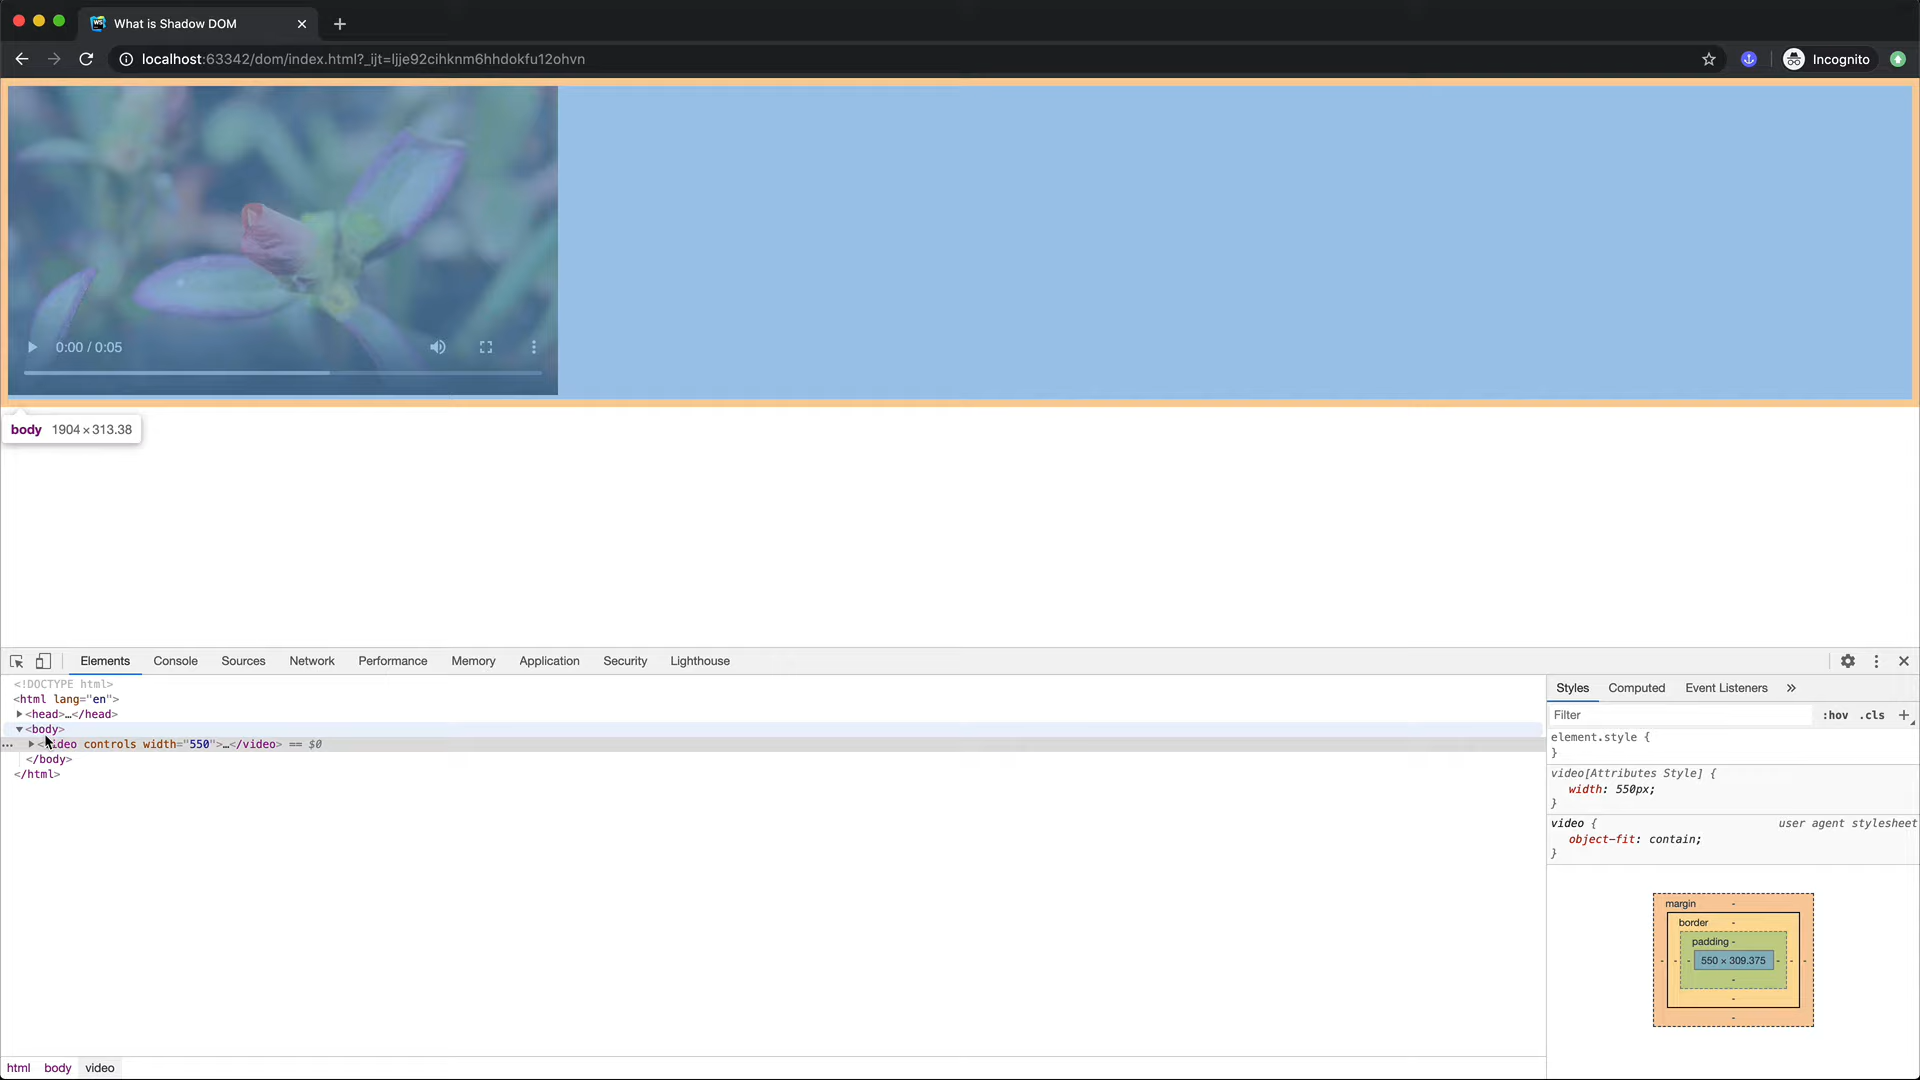 What is Shadow DOM
localhost:63342/dom/index.html?_ijt=ljje92cihknm6hhdokfu12ohvn
Incognito
0:00 / 0:05
body 1904 × 313.38
Elements Console Sources Network Performance Memory Application Security Lighthouse
<!DOCTYPE html>
<html lang="en">
<head>…</head>
<body>
controls width="550">…</video> == $0
</body>
</html>
html body video
Styles Computed Event Listeners »
Filter :hov .cls +
element.style {
}
video[Attributes Style] {
width: 550px;
}
video { user agent stylesheet
object-fit: contain;
}
margin -
border -
padding -
- - - 550 × 309.375 - - -
-
-
-